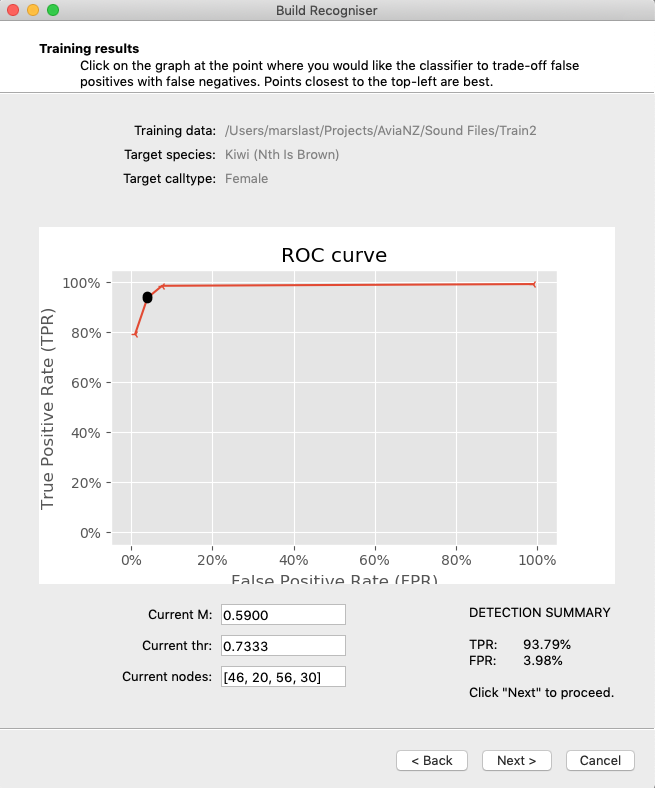 Build Recogniser
Training results
Click on the graph at the point where you would like the classifier to trade-off false
positives with false negatives. Points closest to the top-left are best.
Training data: /Users/marslast/Projects/AviaNZ/Sound Files/Train2
Target species: Kiwi (Nth Is Brown)
Target calltype: Female
ROC curve
100%
80%
60%
40%
20%
0%
True Positive Rate (TPR)
0% 20% 40% 60% 80% 100%
False Positive Rate (FPR)
Current M: 0.5900
Current thr: 0.7333
Current nodes: [46, 20, 56, 30]
DETECTION SUMMARY
TPR: 93.79%
FPR: 3.98%
Click "Next" to proceed.
< Back Next > Cancel